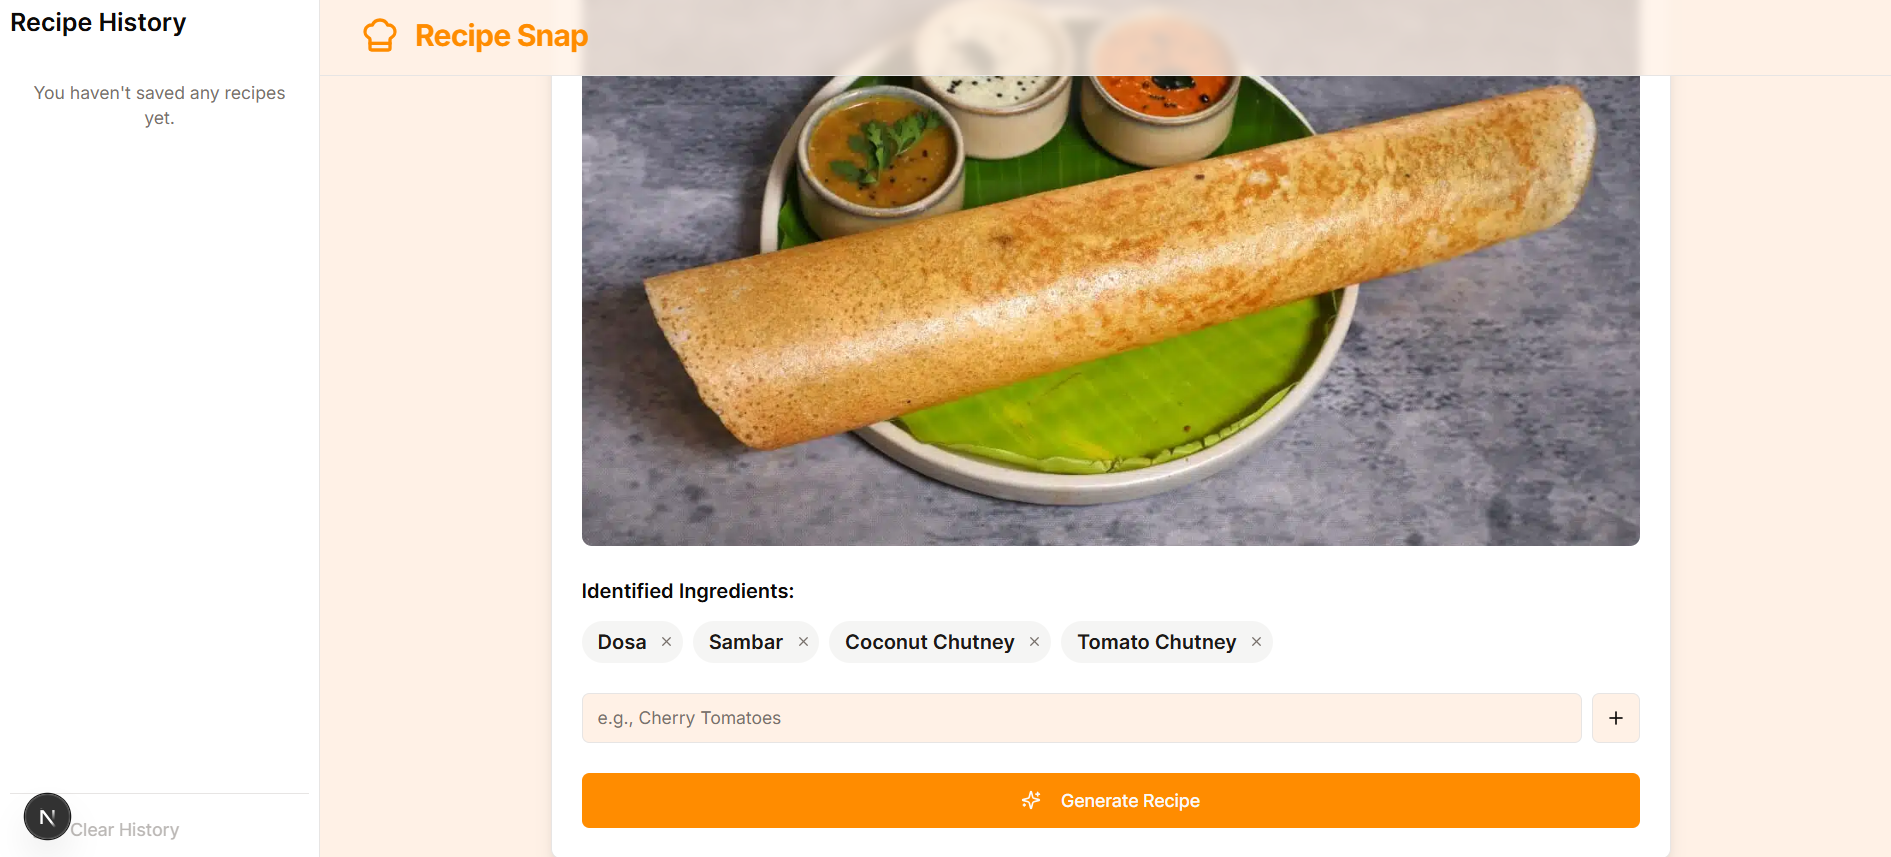 Recipe History
You haven't saved any recipes
yet.
N
Clear History
Recipe Snap
Identified Ingredients:
Dosa ×
Sambar ×
Coconut Chutney ×
Tomato Chutney ×
e.g., Cherry Tomatoes
+
Generate Recipe